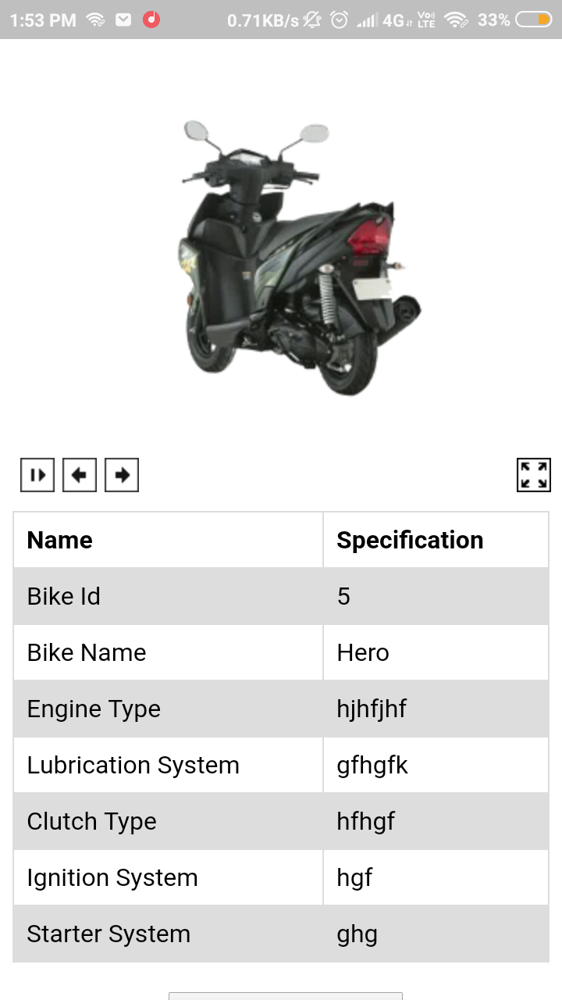 1:53 PM 0.71KB/s 4G Vo) LTE 33%
Name Specification
Bike Id 5
Bike Name Hero
Engine Type hjhfjhf
Lubrication System gfhgfk
Clutch Type hfhgf
Ignition System hgf
Starter System ghg